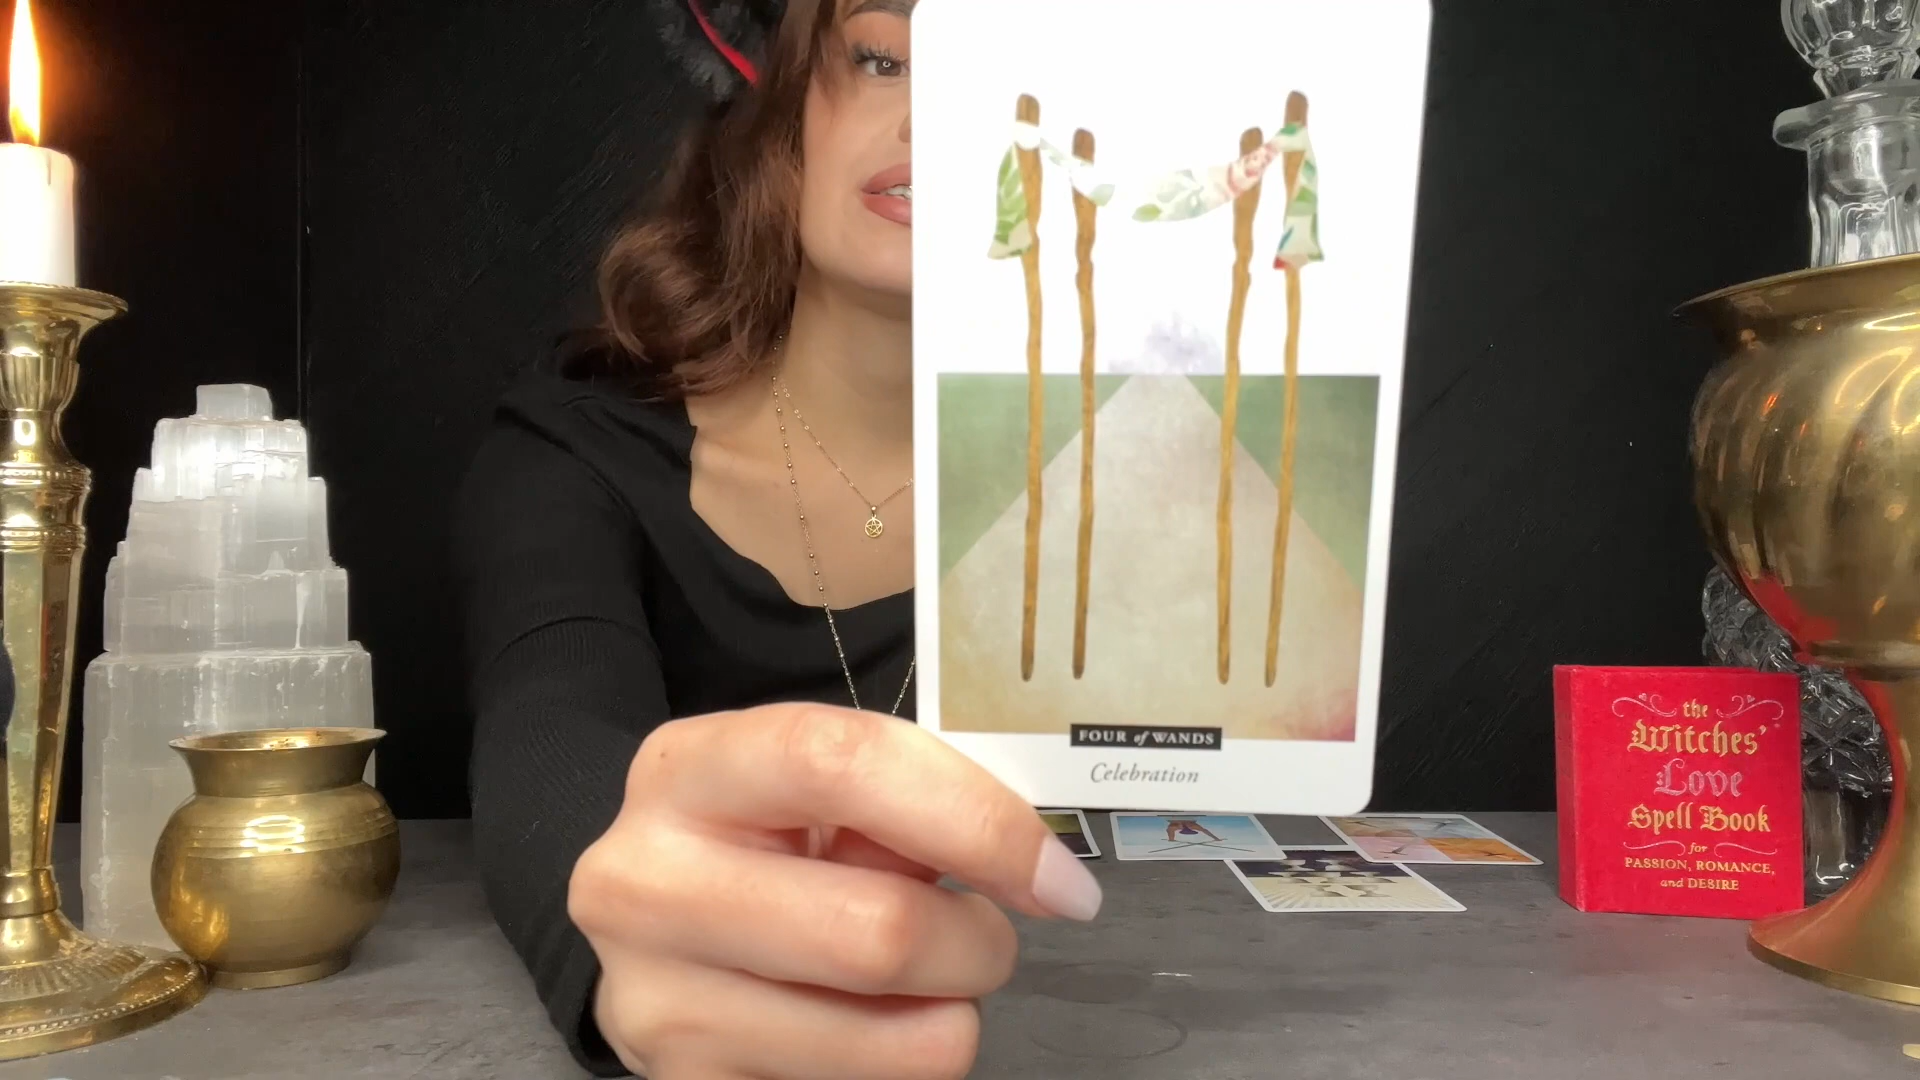 FOUR of WANDS
Celebration
the
Witches'
Love
Spell Book
for
PASSION, ROMANCE,
and DESIRE